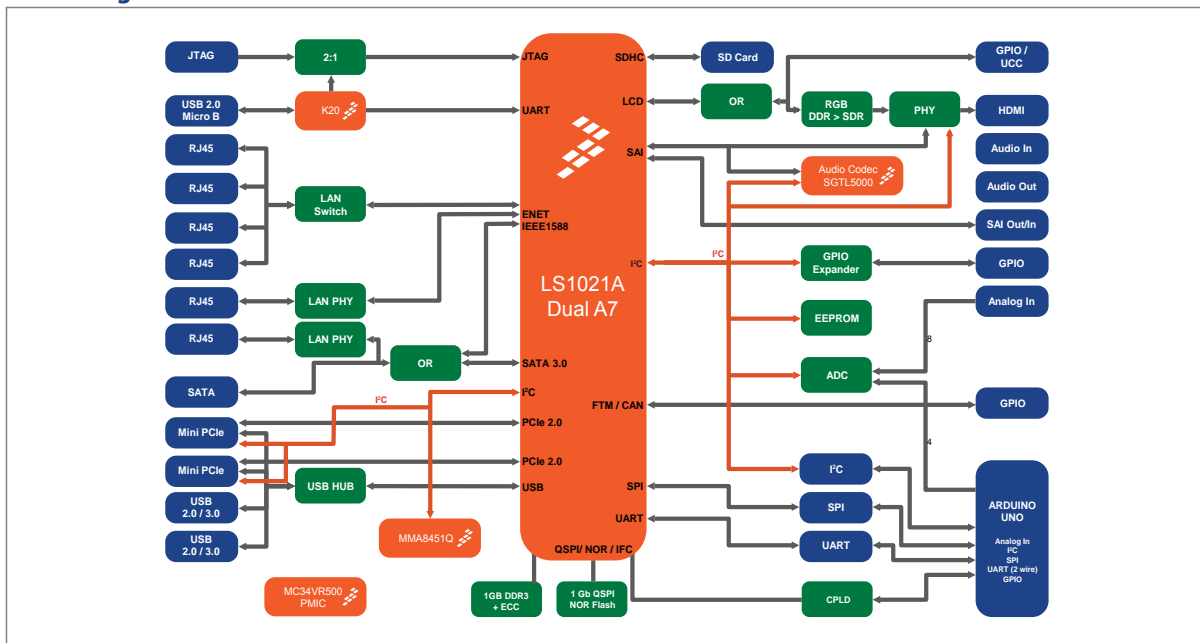 JTAG
2:1
JTAG
SDHC
SD Card
GPIO /
UCC
USB 2.0
Micro B
K20
UART
LCD
OR
RGB
DDR > SDR
PHY
HDMI
RJ45
SAI
Audio In
Audio Codec
SGTL5000
RJ45
Audio Out
LAN
Switch
ENET
IEEE1588
RJ45
SAI Out/In
RJ45
I²C
I²C
I²C
GPIO
Expander
GPIO
LS1021A
Dual A7
RJ45
LAN PHY
Analog In
EEPROM
RJ45
LAN PHY
8
OR
SATA 3.0
ADC
SATA
I²C
I²C
FTM / CAN
GPIO
Mini PCIe
PCIe 2.0
4
Mini PCIe
PCIe 2.0
I²C
USB HUB
USB
SPI
USB
2.0 / 3.0
SPI
ARDUINO
UNO
Analog In
I²C
SPI
UART (2 wire)
GPIO
UART
USB
2.0 / 3.0
MMA8451Q
UART
QSPI/ NOR / IFC
MC34VR500
PMIC
1GB DDR3
+ ECC
1 Gb QSPI
NOR Flash
CPLD